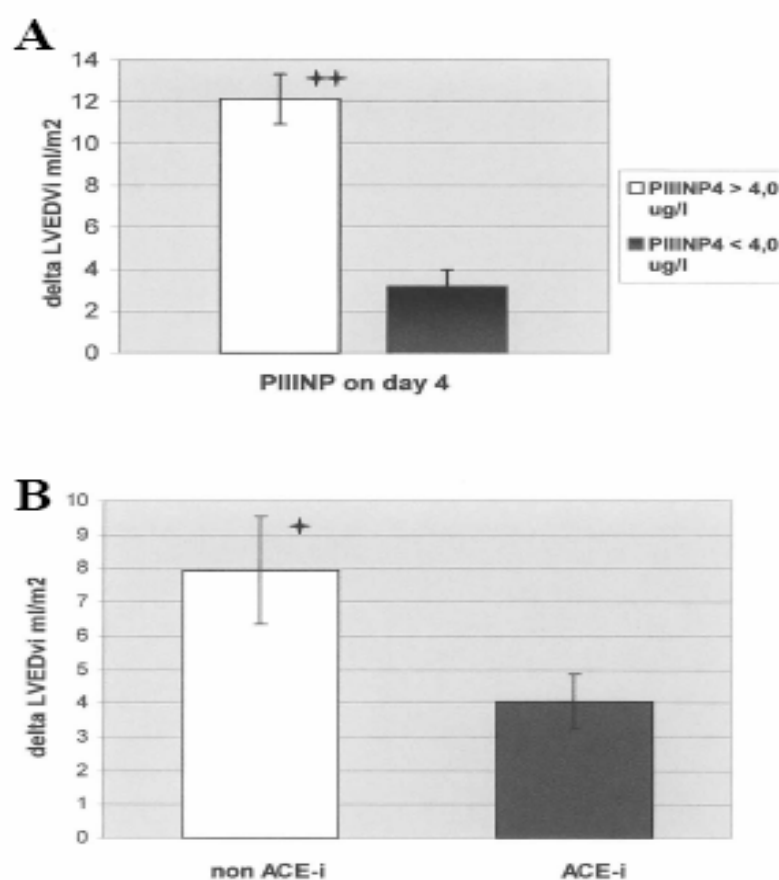 A
delta LVEDVi ml/m2
14
12
10
8
6
4
2
0
++
PIIINP on day 4
PIIINP4 > 4,0
ug/l
PIIINP4 < 4,0
ug/l
B
delta LVEDvi ml/m2
10
9
8
7
6
5
4
3
2
1
0
+
non ACE-i
ACE-i